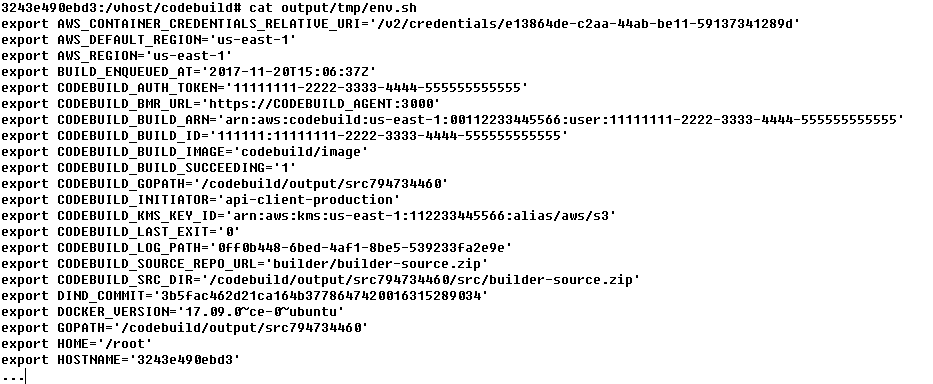 3243e490ebd3:/vhost/codebuild# cat output/tmp/env.sh
export AWS_CONTAINER_CREDENTIALS_RELATIVE_URI='/v2/credentials/e13864de-c2aa-44ab-be11-59137341289d'
export AWS_DEFAULT_REGION='us-east-1'
export AWS_REGION='us-east-1'
export BUILD_ENQUEUED_AT='2017-11-20T15:06:37Z'
export CODEBUILD_AUTH_TOKEN='11111111-2222-3333-4444-555555555555'
export CODEBUILD_BMR_URL='https://CODEBUILD_AGENT:3000'
export CODEBUILD_BUILD_ARN='arn:aws:codebuild:us-east-1:00112233445566:user:11111111-2222-3333-4444-555555555555'
export CODEBUILD_BUILD_ID='111111:11111111-2222-3333-4444-555555555555'
export CODEBUILD_BUILD_IMAGE='codebuild/image'
export CODEBUILD_BUILD_SUCCEEDING='1'
export CODEBUILD_GOPATH='/codebuild/output/src794734460'
export CODEBUILD_INITIATOR='api-client-production'
export CODEBUILD_KMS_KEY_ID='arn:aws:kms:us-east-1:112233445566:alias/aws/s3'
export CODEBUILD_LAST_EXIT='0'
export CODEBUILD_LOG_PATH='0ff0b448-6bed-4af1-8be5-539233fa2e9e'
export CODEBUILD_SOURCE_REPO_URL='builder/builder-source.zip'
export CODEBUILD_SRC_DIR='/codebuild/output/src794734460/src/builder-source.zip'
export DIND_COMMIT='3b5fac462d21ca164b3778647420016315289034'
export DOCKER_VERSION='17.09.0~ce-0~ubuntu'
export GOPATH='/codebuild/output/src794734460'
export HOME='/root'
export HOSTNAME='3243e490ebd3'
...